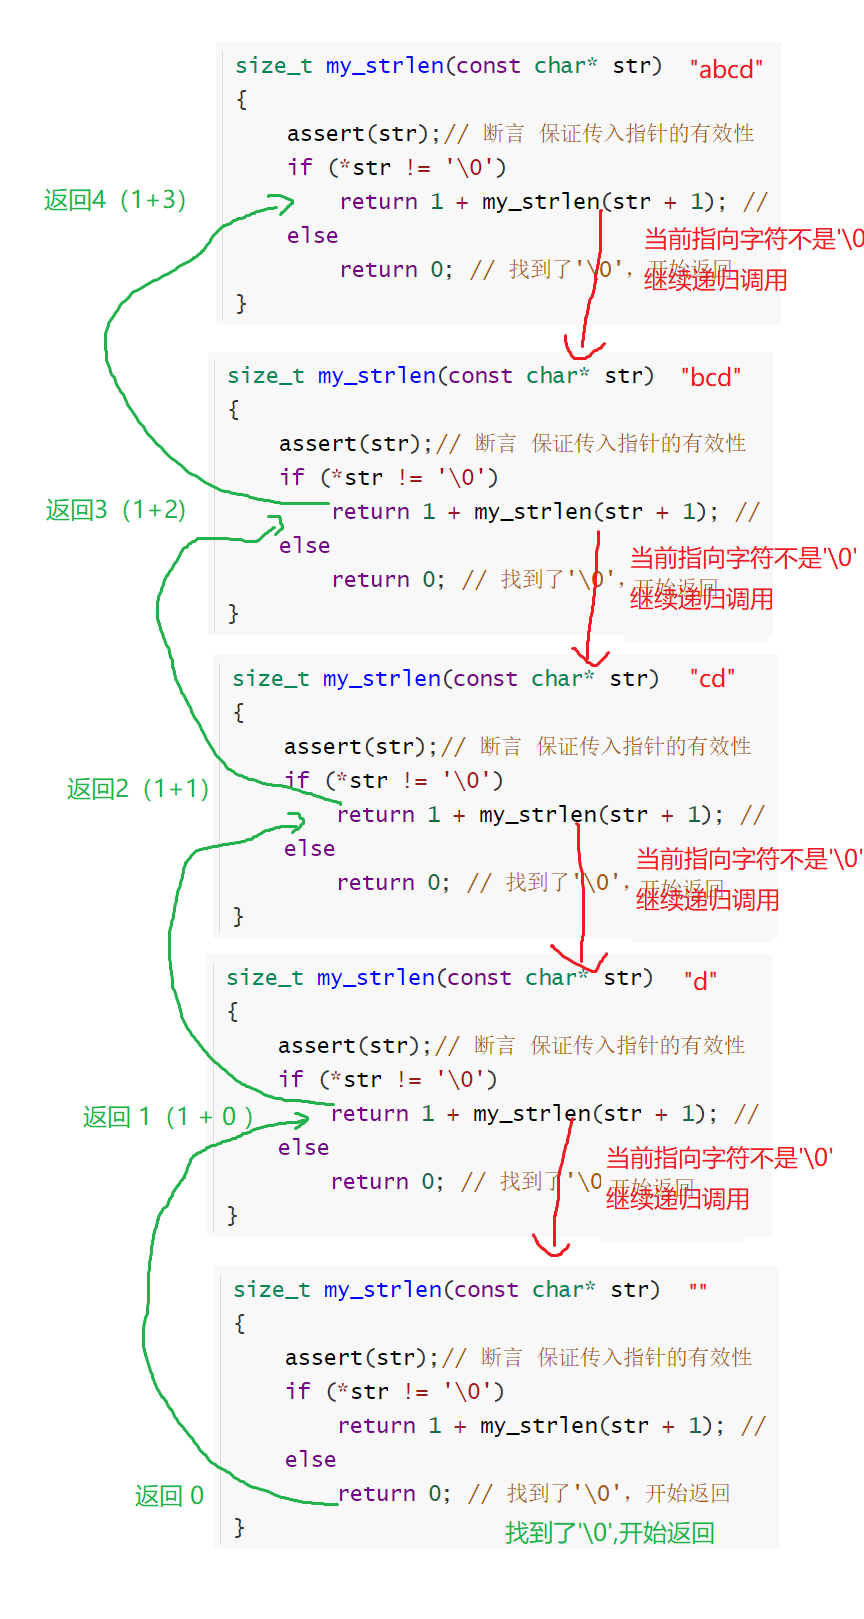 size_t my_strlen(const char* str) "abcd"
{
assert(str);// 断言 保证传入指针的有效性
if (*str != '\0')
返回4（1+3）
return 1 + my_strlen(str + 1); //
else
当前指向字符不是'\0
return 0; // 找到了'\0'，开始返回
继续递归调用
}
size_t my_strlen(const char* str) "bcd"
{
assert(str);// 断言 保证传入指针的有效性
if (*str != '\0')
返回3（1+2)
return 1 + my_strlen(str + 1); //
else
当前指向字符不是'\0'
return 0; // 找到了'\0'，开始返回
继续递归调用
}
size_t my_strlen(const char* str) "cd"
{
assert(str);// 断言 保证传入指针的有效性
if (*str != '\0')
返回2（1+1)
return 1 + my_strlen(str + 1); //
else
当前指向字符不是'\0'
return 0; // 找到了'\0'，开始返回
继续递归调用
}
size_t my_strlen(const char* str) "d"
{
assert(str);// 断言 保证传入指针的有效性
if (*str != '\0')
返回 1（1 + 0 ）
return 1 + my_strlen(str + 1); //
else
当前指向字符不是'\0'
return 0; // 找到了'\0 开始返回
继续递归调用
}
size_t my_strlen(const char* str) ""
{
assert(str);// 断言 保证传入指针的有效性
if (*str != '\0')
return 1 + my_strlen(str + 1); //
else
返回 0
return 0; // 找到了'\0'，开始返回
}
找到了'\0',开始返回